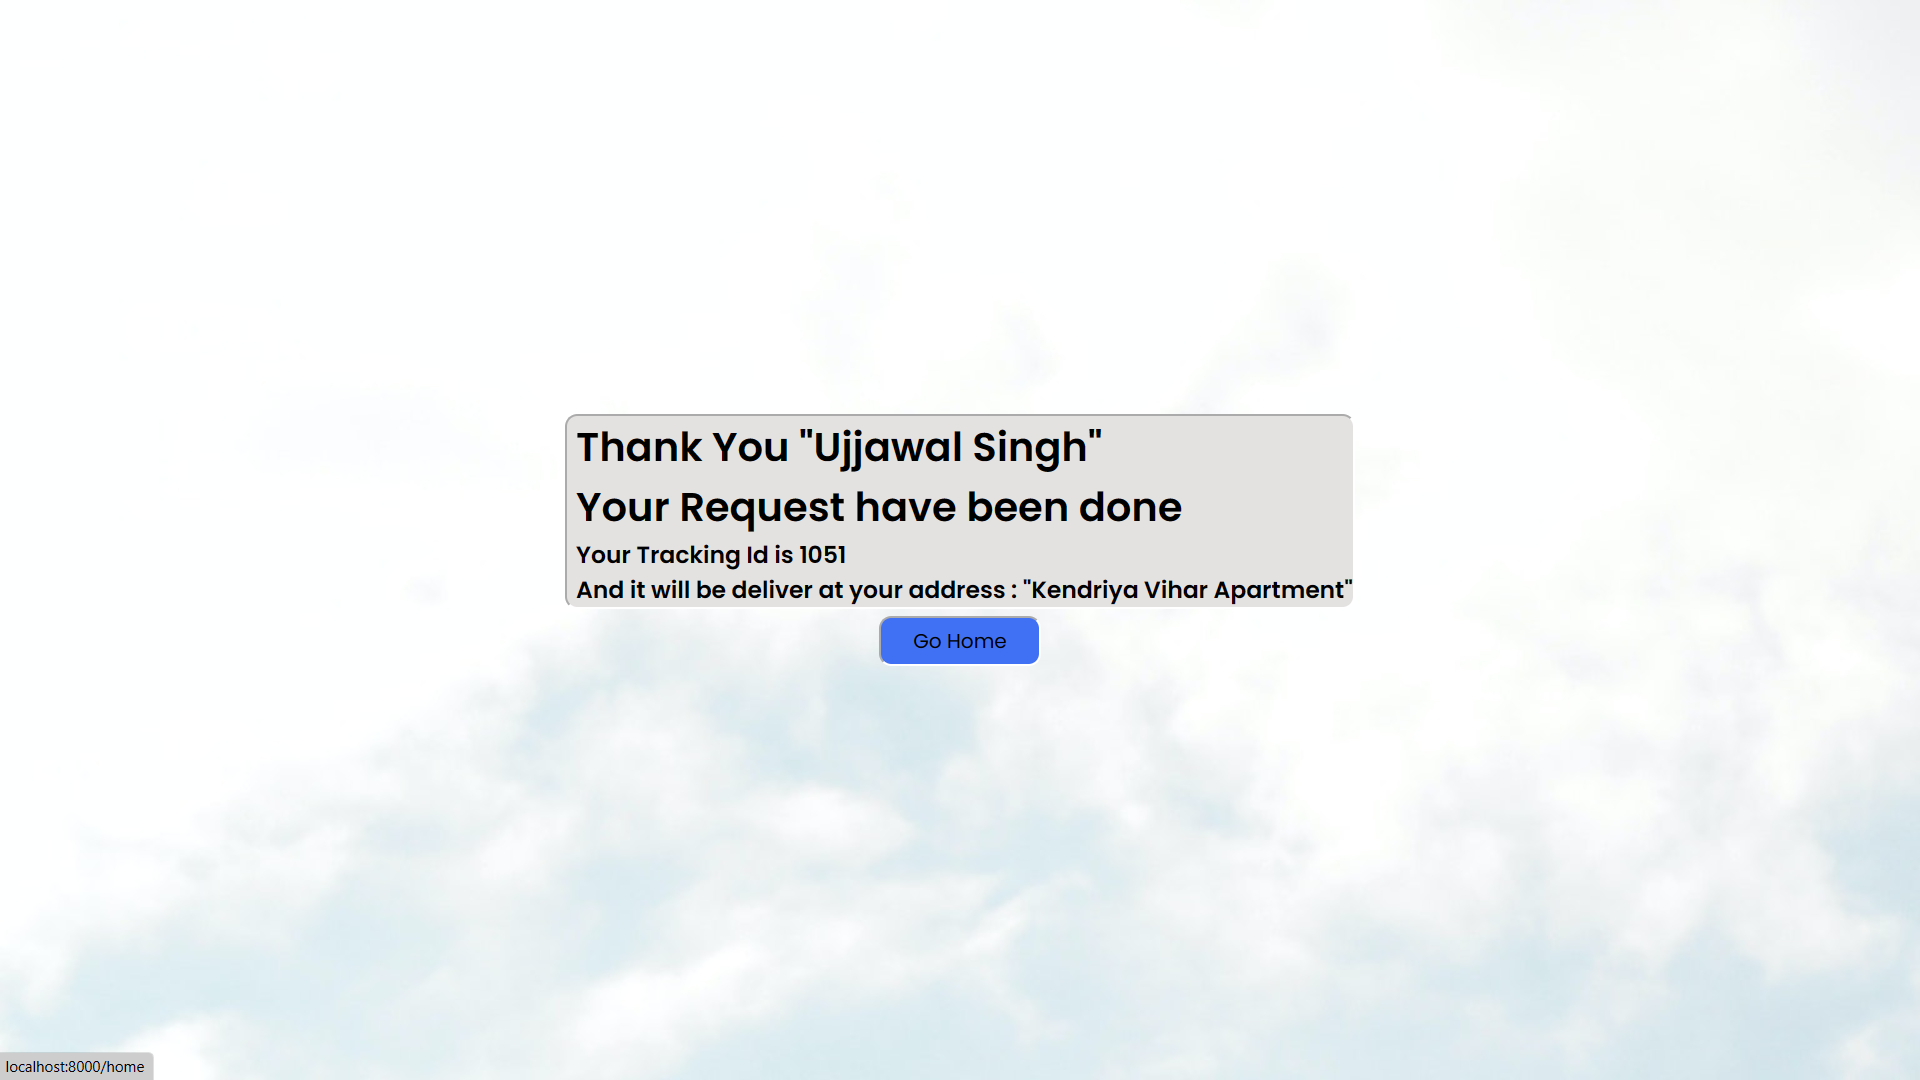 Thank You "Ujjawal Singh"
Your Request have been done
Your Tracking Id is 1051
And it will be deliver at your address : "Kendriya Vihar Apartment"
Go Home
localhost:8000/home